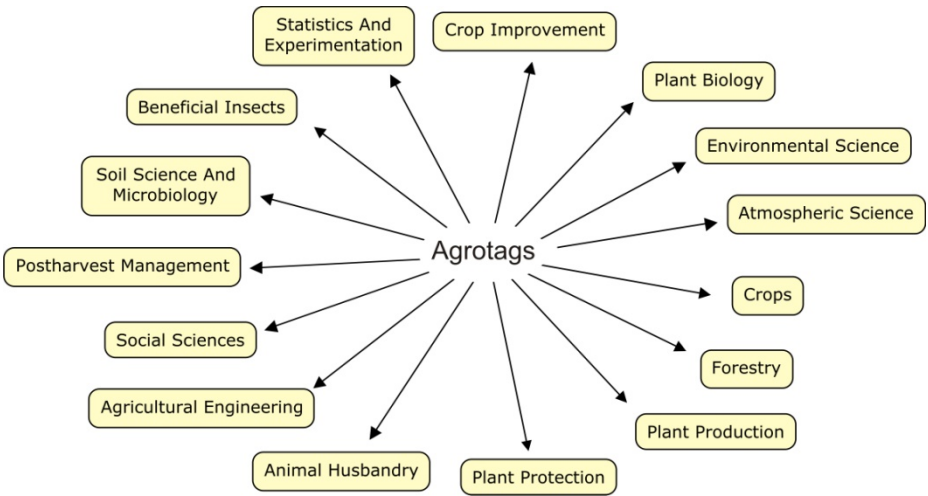 Statistics And
Experimentation
Crop Improvement
Plant Biology
Beneficial Insects
Environmental Science
Soil Science And
Microbiology
Atmospheric Science
Agrotags
Postharvest Management
Crops
Social Sciences
Forestry
Agricultural Engineering
Plant Production
Animal Husbandry
Plant Protection